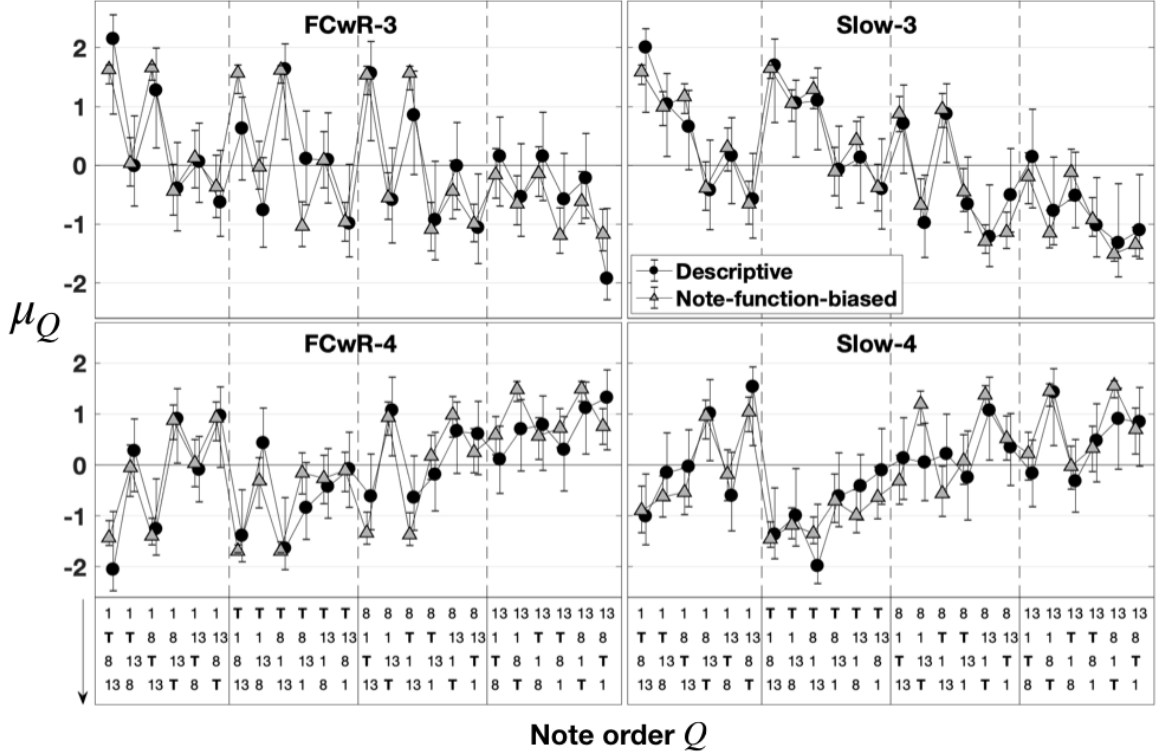 FCwR-3
Slow-3
2
1
0
-1
-2
Descriptive
Note-function-biased
μQ
FCwR-4
Slow-4
2
1
0
-1
-2
1 1 1 1 1 1 T T T T T T 8 8 8 8 8 8 13 13 13 13 13 13
T T 8 8 13 13 1 1 8 8 13 13 1 1 T T 13 13 1 1 T T 8 8
8 13 T 13 T 8 8 13 1 13 1 8 T 13 1 13 1 T T 8 1 8 1 T
13 8 13 T 8 T 13 8 13 1 8 1 13 T 13 1 T 1 8 T 8 1 T 1
1 1 1 1 1 1 T T T T T T 8 8 8 8 8 8 13 13 13 13 13 13
T T 8 8 13 13 1 1 8 8 13 13 1 1 T T 13 13 1 1 T T 8 8
8 13 T 13 T 8 8 13 1 13 1 8 T 13 1 13 1 T T 8 1 8 1 T
13 8 13 T 8 T 13 8 13 1 8 1 13 T 13 1 T 1 8 T 8 1 T 1
Note order Q